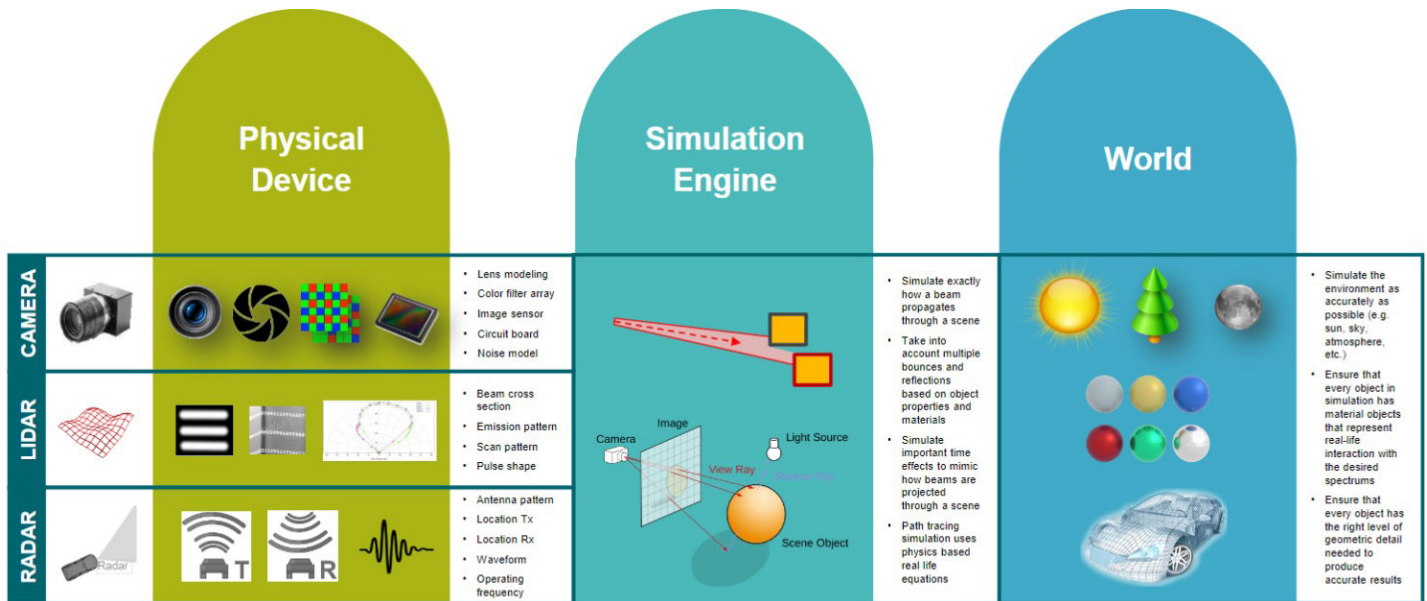 Physical
Device
Simulation
Engine
World
CAMERA
• Lens modeling
• Color filter array
• Image sensor
• Circuit board
• Noise model
LIDAR
• Beam cross
section
• Emission pattern
• Scan pattern
• Pulse shape
RADAR
Radar
T
R
• Antenna pattern
• Location Tx
• Location Rx
• Waveform
• Operating
frequency
Image
Camera
Light Source
View Ray
Scene Object
• Simulate exactly
how a beam
propagates
through a scene
• Take into
account multiple
bounces and
reflections
based on object
properties and
materials
• Simulate
important time
effects to mimic
how beams are
projected
through a scene
• Path tracing
simulation uses
physics based
real life
equations
• Simulate the
environment as
accurately as
possible (e.g.
sun, sky,
atmosphere,
etc.)
• Ensure that
every object in
simulation has
material objects
that represent
real-life
interaction with
the desired
spectrums
• Ensure that
every object has
the right level of
geometric detail
needed to
produce
accurate results